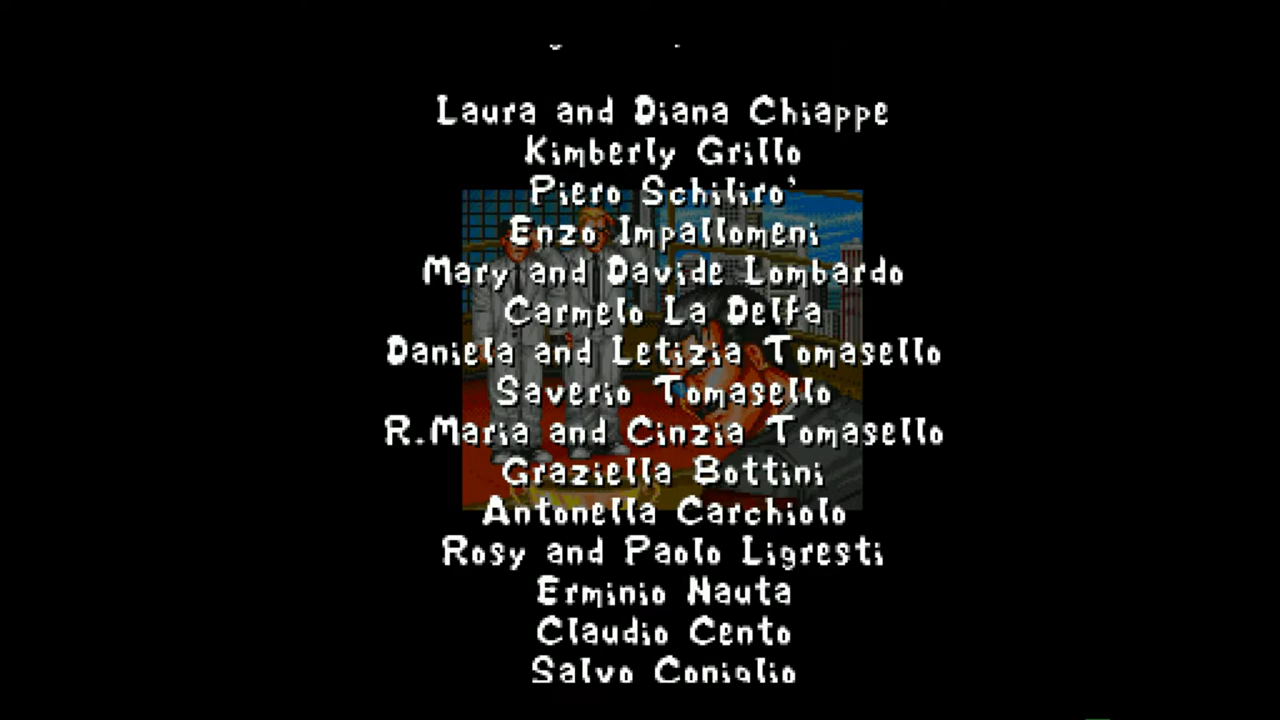 Laura and Diana Chiappe
Kimberly Grillo
Piero Schiliro'
Enzo Impallomeni
Mary and Davide Lombardo
Carmelo La Delfa
Daniela and Letizia Tomasello
Saverio Tomasello
R.Maria and Cinzia Tomasello
Graziella Bottini
Antonella Carchiolo
Rosy and Paolo Ligresti
Erminio Nauta
Claudio Cento
Salvo Coniglio